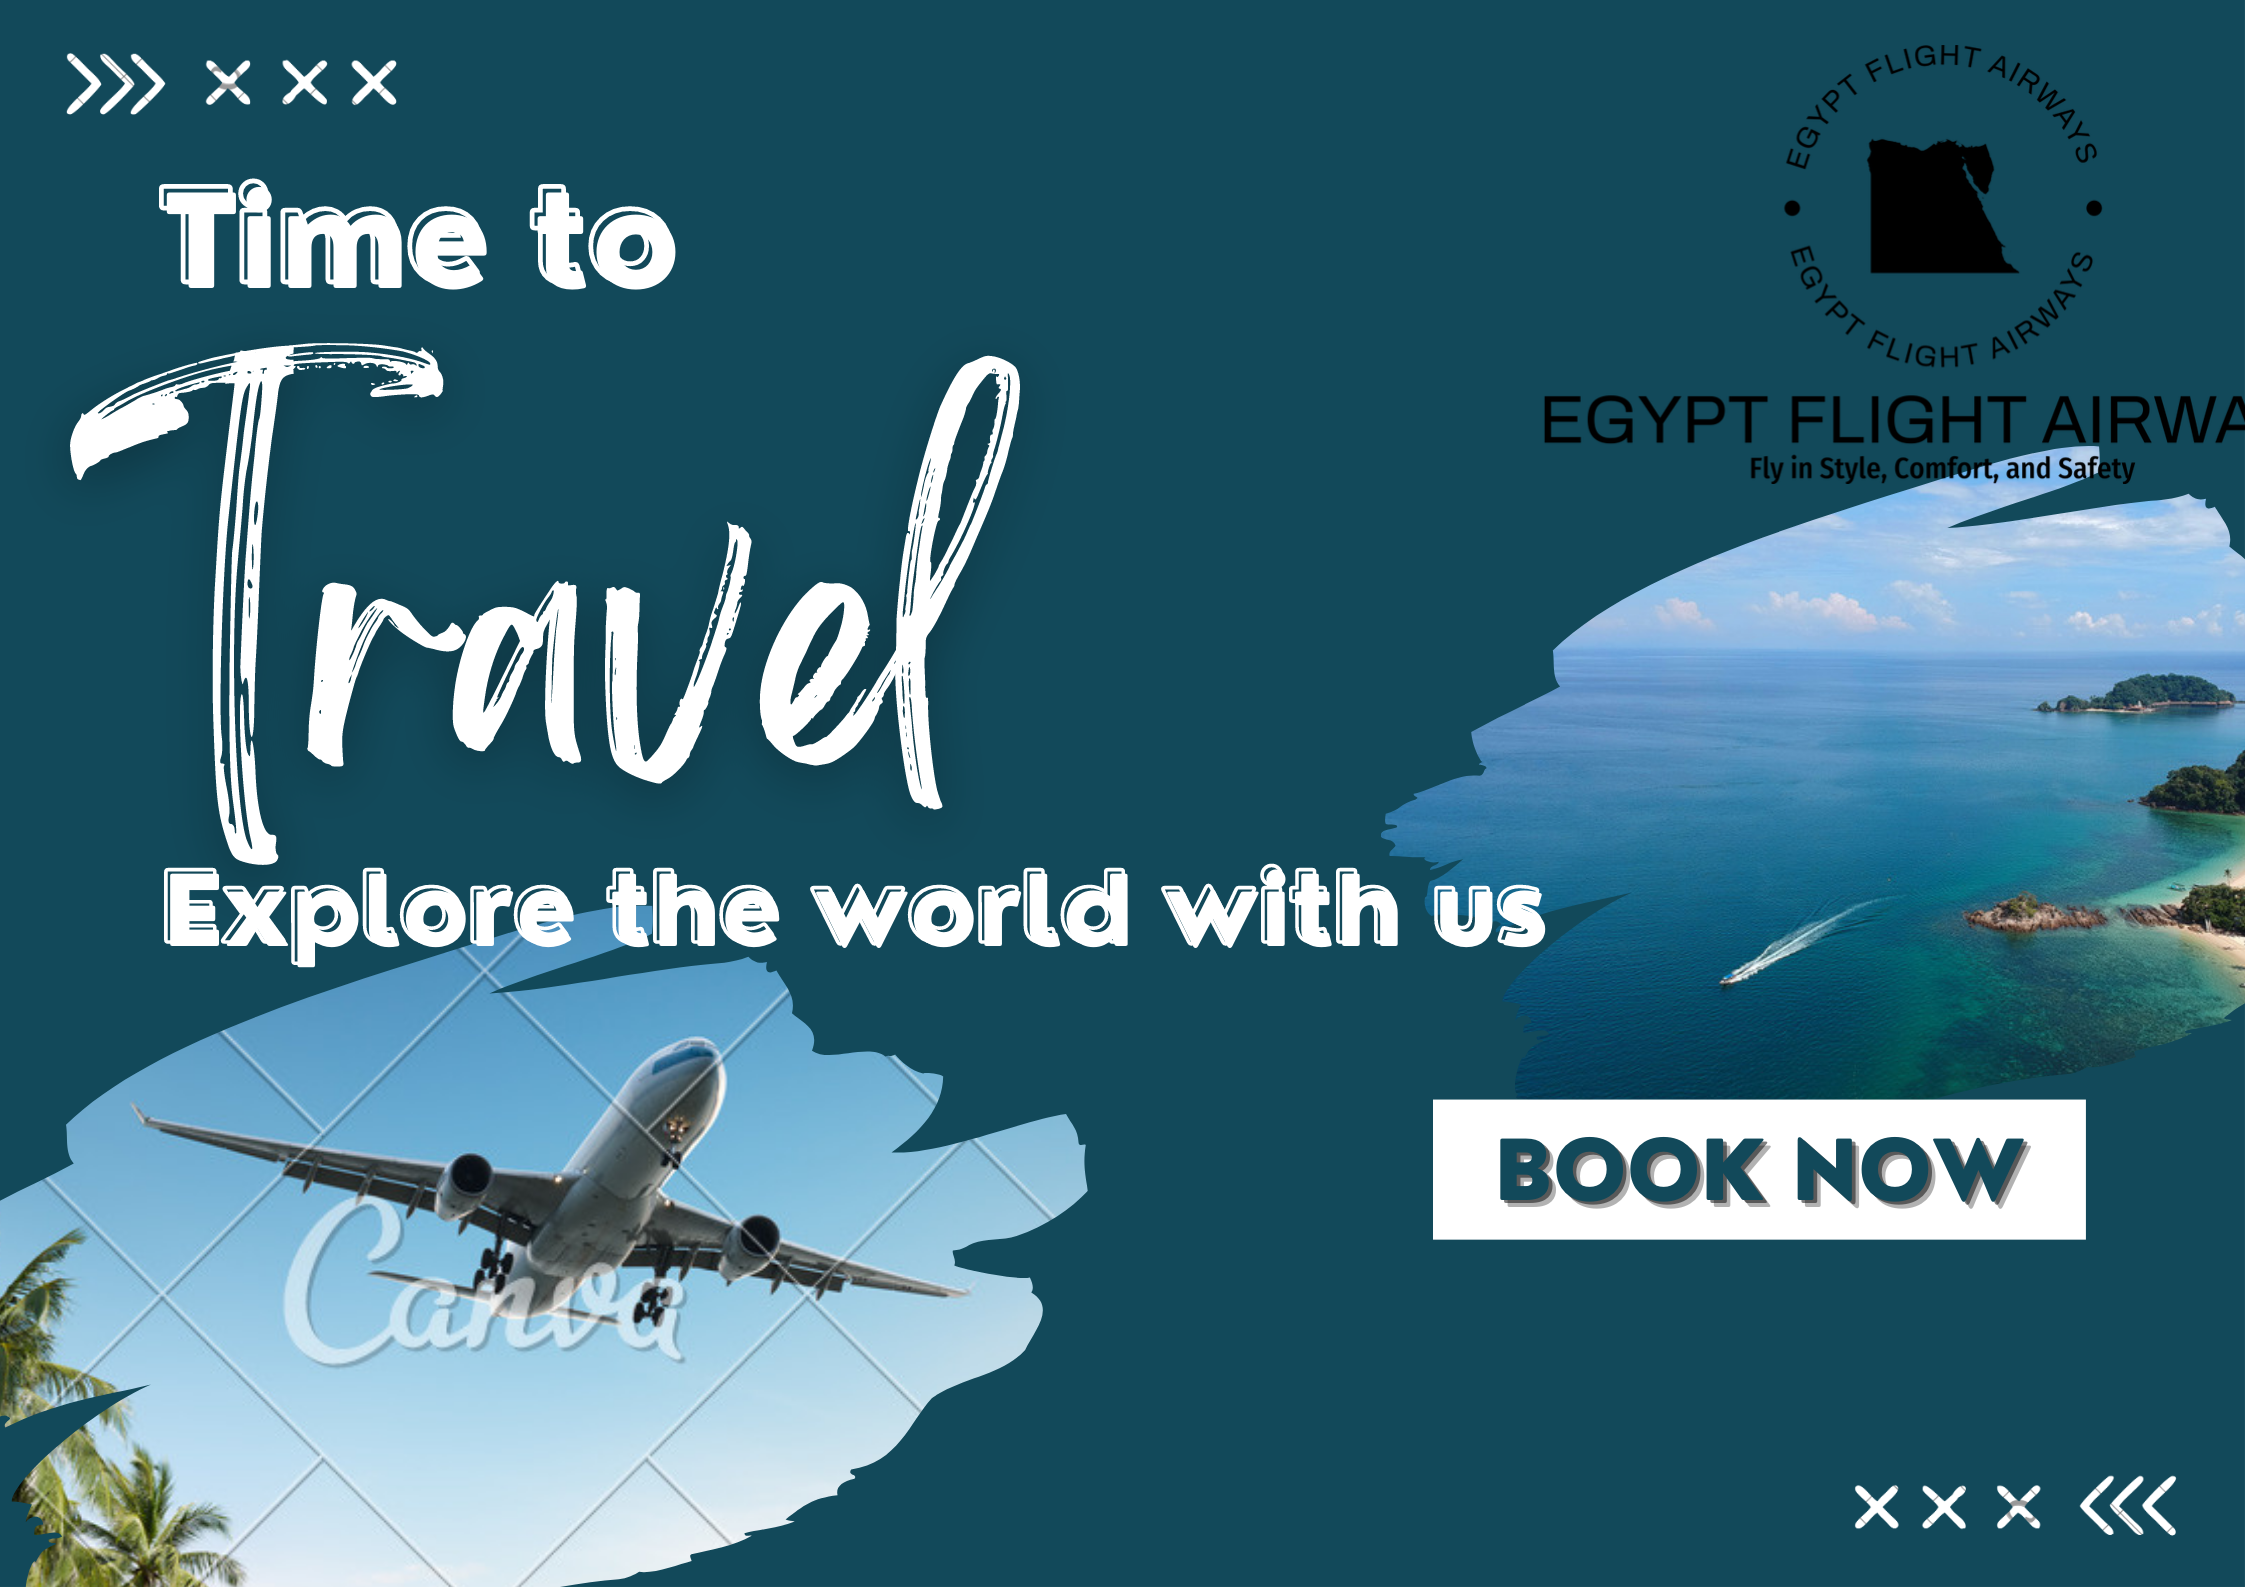 Time to
Travel
Explore the world with us
EGYPT FLIGHT AIRWAYS
EGYPT FLIGHT AIRWAYS
EGYPT FLIGHT AIRWA
Fly in Style, Comfort, and Safety
BOOK NOW
Canva